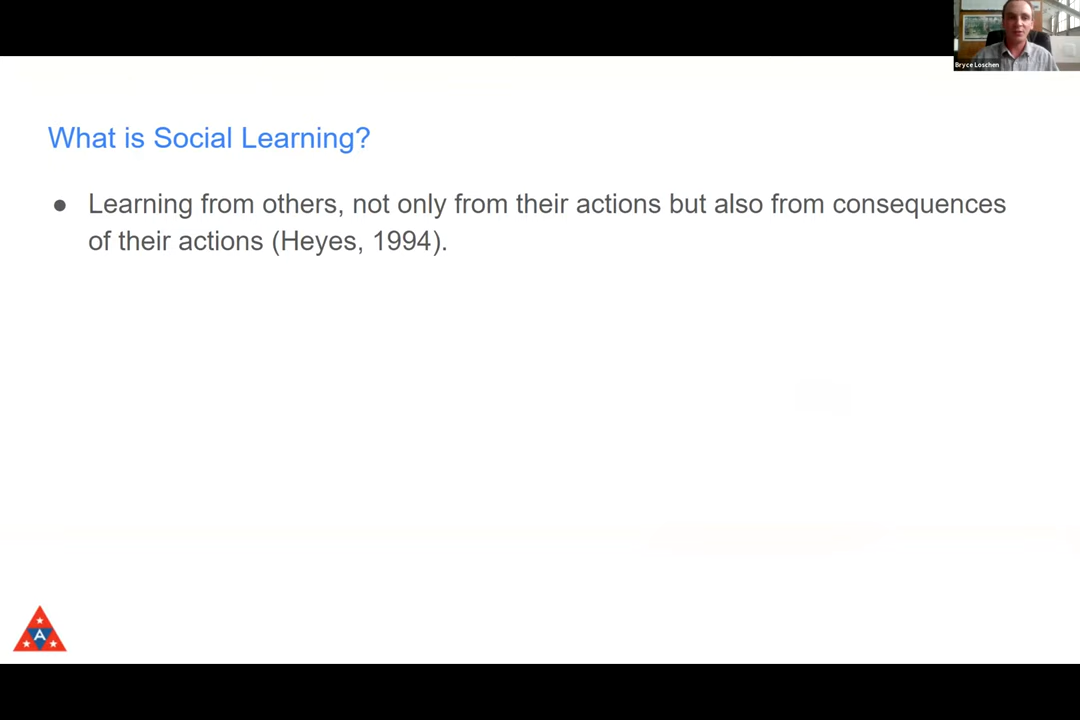 Bryce Loschen
What is Social Learning?
● Learning from others, not only from their actions but also from consequences
of their actions (Heyes, 1994).
A